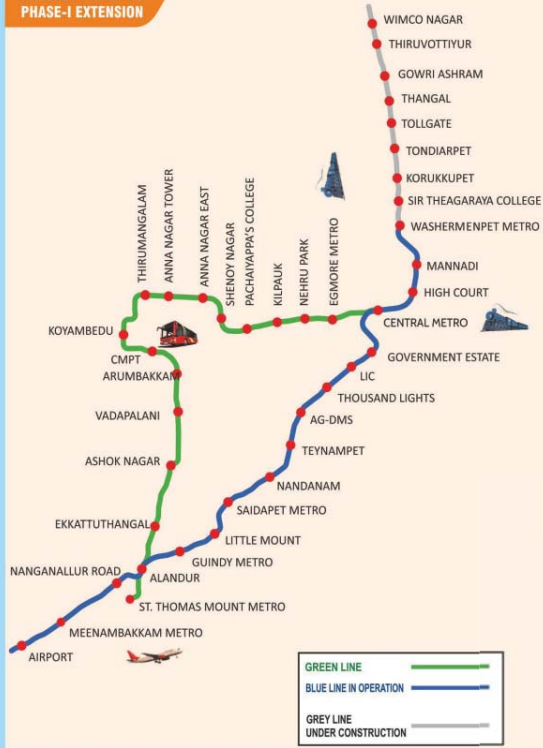 PHASE-I EXTENSION
WIMCO NAGAR
THIRUVOTTIYUR
GOWRI ASHRAM
THANGAL
TOLLGATE
TONDIARPET
KORUKKUPET
SIR THEAGARAYA COLLEGE
WASHERMENPET METRO
MANNADI
HIGH COURT
CENTRAL METRO
THIRUMANGALAM
ANNA NAGAR TOWER
ANNA NAGAR EAST
SHENOY NAGAR
PACHAIYAPPA'S COLLEGE
KILPAUK
NEHRU PARK
EGMORE METRO
KOYAMBEDU
CMPT
ARUMBAKKAM
VADAPALANI
ASHOK NAGAR
EKKATTUTHANGAL
GOVERNMENT ESTATE
LIC
THOUSAND LIGHTS
AG-DMS
TEYNAMPET
NANDANAM
SAIDAPET METRO
LITTLE MOUNT
GUINDY METRO
ALANDUR
NANGANALLUR ROAD
ST. THOMAS MOUNT METRO
MEENAMBAKKAM METRO
AIRPORT
GREEN LINE
BLUE LINE IN OPERATION
GREY LINE
UNDER CONSTRUCTION